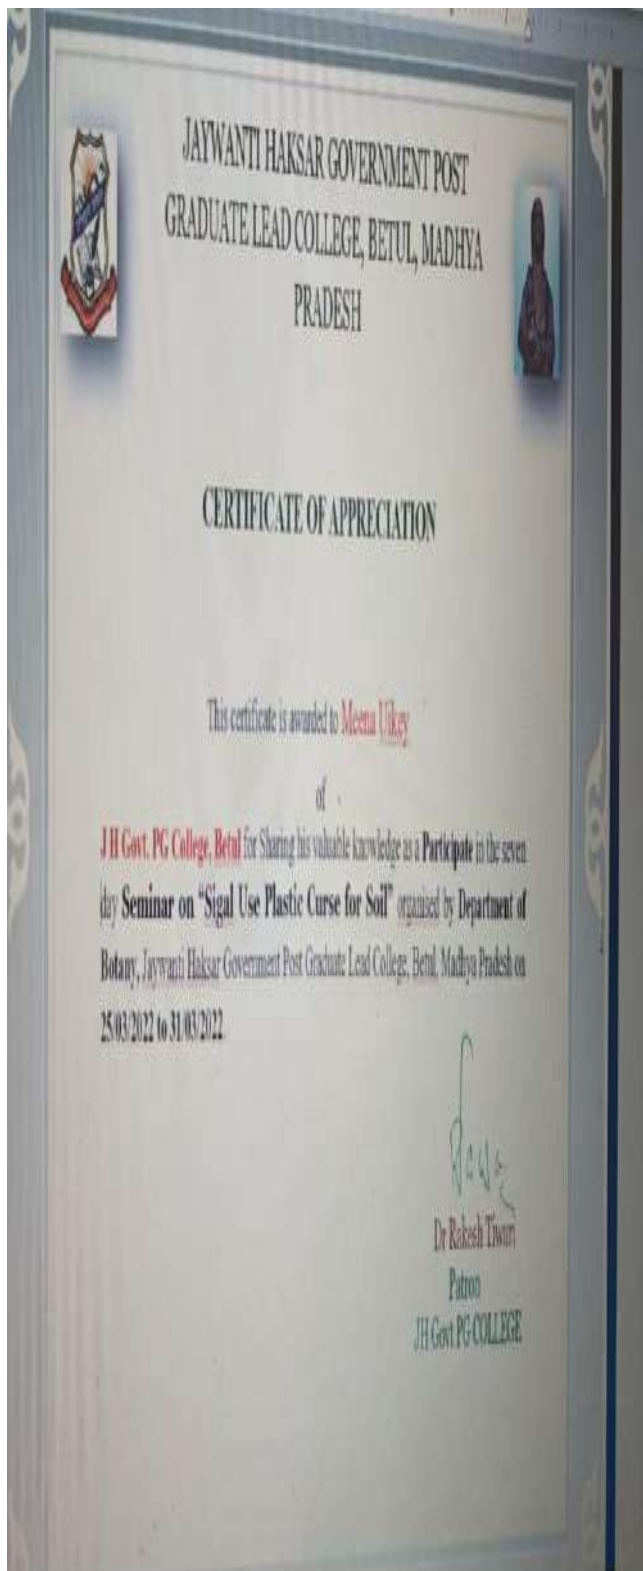 JAYWANTI HAKSAR GOVERNMENT POST
GRADUATE LEAD COLLEGE, BETUL, MADHYA
PRADESH
CERTIFICATE OF APPRECIATION
This certificate is awarded to Meena Uikey
of
J H Govt. PG College, Betul for Sharing his valuable knowledge as a Participate in the seven
day Seminar on “Sigal Use Plastic Curse for Soil” organised by Department of
Botany, Jaywanti Haksar Government Post Graduate Lead College, Betul, Madhya Pradesh on
25/03/2022 to 31/03/2022.
Dr Rakesh Tiwari
Patron
JH Govt PG COLLEGE